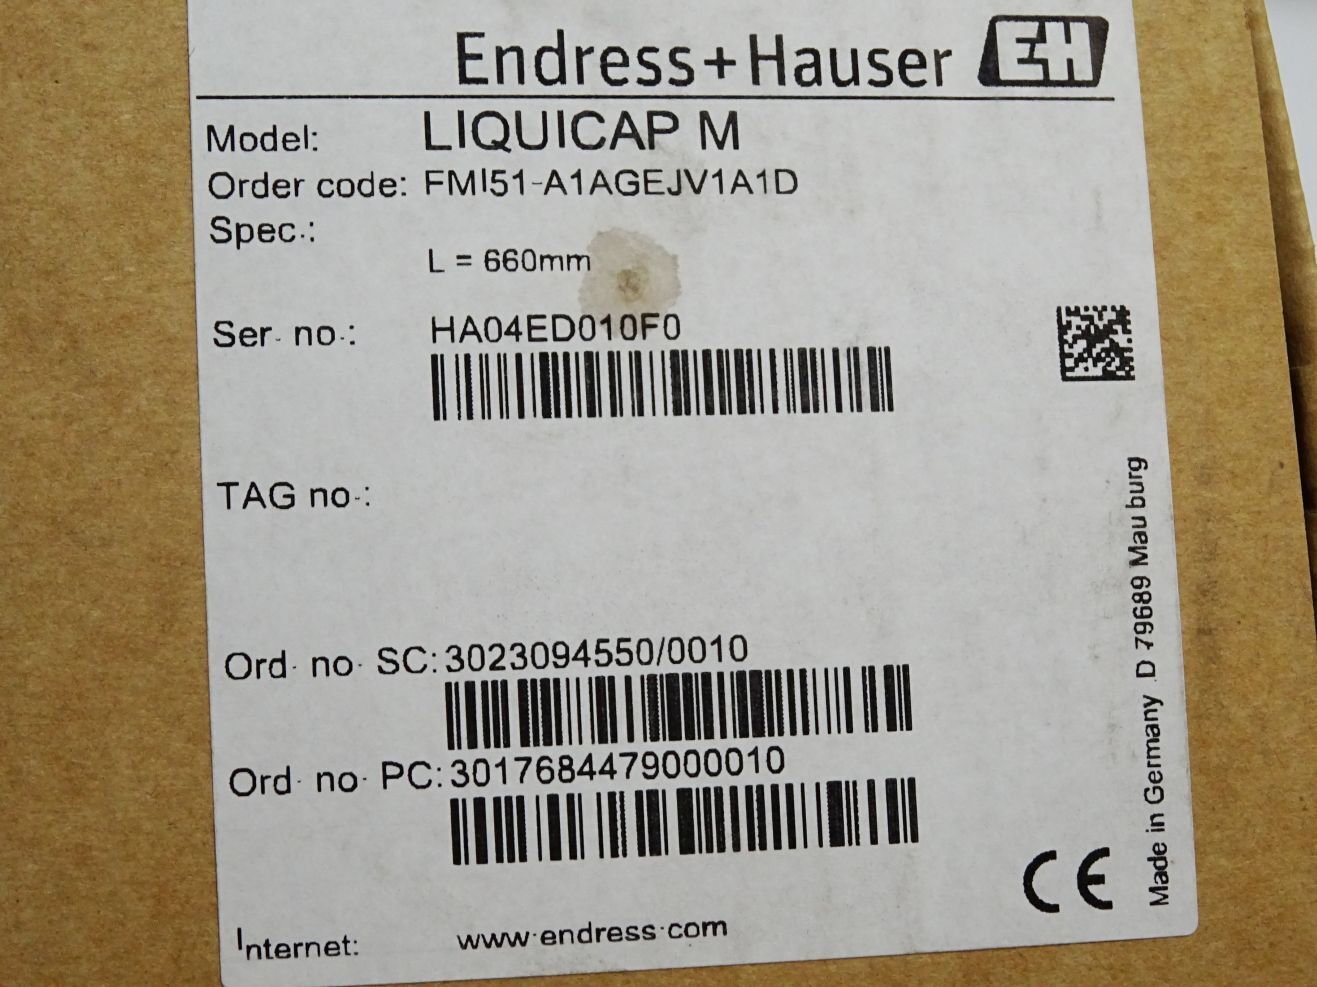 Endress+Hauser EH
Model: LIQUICAP M
Order code: FMI51-A1AGEJV1A1D
Spec.:
L = 660mm
Ser. no.: HA04ED010F0
TAG no.:
Ord. no. SC: 3023094550/0010
Ord. no. PC: 3017684479000010
Internet: www.endress.com
CE
Made in Germany D 79689 Maulburg